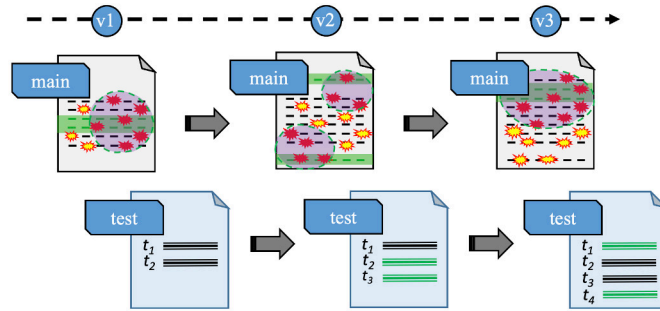 v1 v2 v3
main main main
test test test
t1 t1 t1
t2 t2 t2
t3 t3
t4